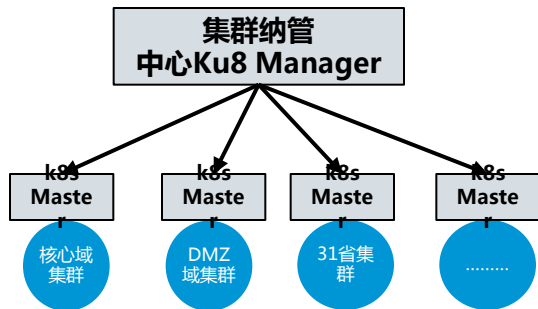 集群纳管
中心Ku8 Manager
k8s
Maste
r
k8s
Maste
r
k8s
Maste
r
k8s
Maste
r
核心域
集群
DMZ
域集群
31省集
群
.........